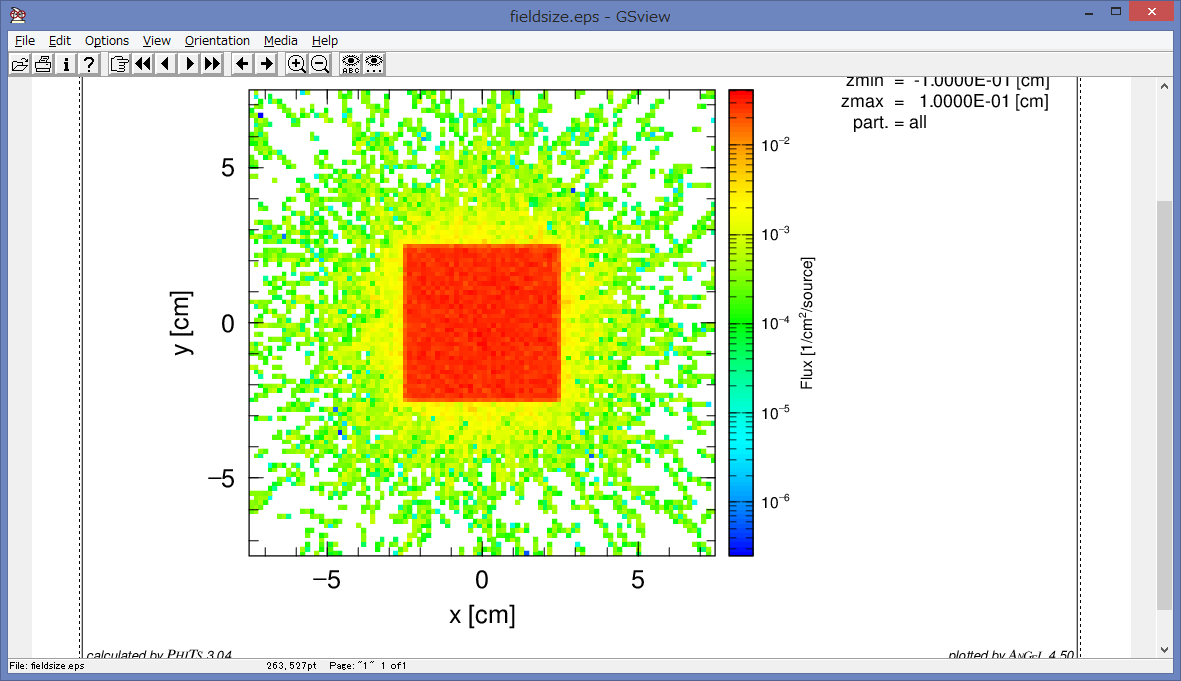 fieldsize.eps - GSview
File Edit Options View Orientation Media Help
zmin = -1.0000E-01 [cm]
zmax = 1.0000E-01 [cm]
part. = all
5
0
−5
y [cm]
−5 0 5
x [cm]
10−2
10−3
10−4
10−5
10−6
Flux [1/cm2/source]
calculated by PHITS 3.04
plotted by ANGEL 4.50
File: fieldsize.eps 263,527pt Page: "1" 1 of 1